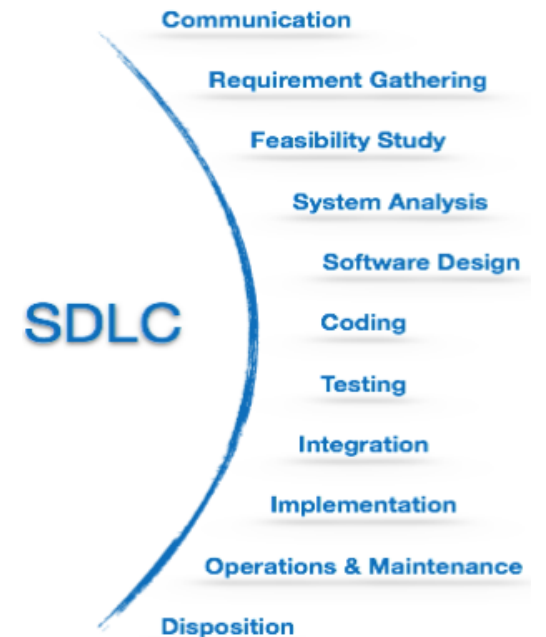 Communication
Requirement Gathering
Feasibility Study
System Analysis
Software Design
SDLC
Coding
Testing
Integration
Implementation
Operations & Maintenance
Disposition